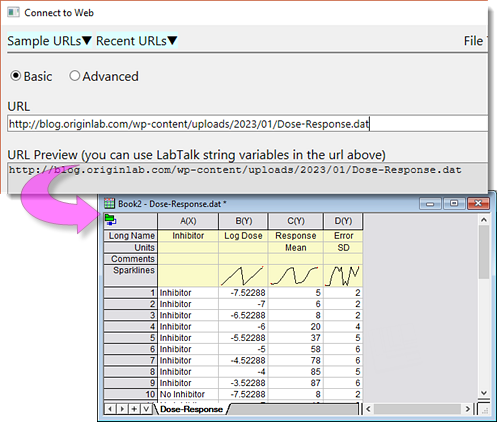 Connect to Web
Sample URLs▼ Recent URLs▼ File T
Basic Advanced
URL
http://blog.originlab.com/wp-content/uploads/2023/01/Dose-Response.dat
URL Preview (you can use LabTalk string variables in the url above)
http://blog.originlab.com/wp-content/uploads/2023/01/Dose-Response.dat
Book2 - Dose-Response.dat *
A(X) B(Y) C(Y) D(Y)
Long Name Inhibitor Log Dose Response Error
Units Mean SD
Comments
Sparklines
1 Inhibitor -7.52288 5 2
2 Inhibitor -7 6 2
3 Inhibitor -6.52288 8 2
4 Inhibitor -6 20 4
5 Inhibitor -5.52288 37 5
6 Inhibitor -5 58 6
7 Inhibitor -4.52288 78 6
8 Inhibitor -4 85 5
9 Inhibitor -3.52288 87 6
10 No Inhibitor -7.52288 8 2
Dose-Response